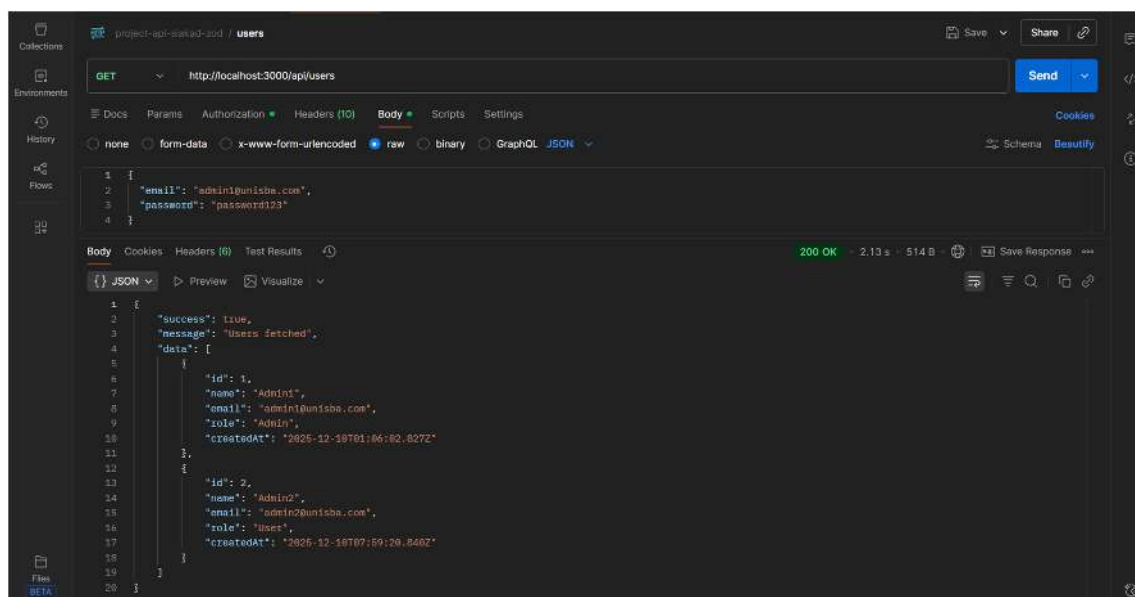 Collections
Environments
History
Flows
Files
BETA
project-api-siakad-zod / users
Save
Share
GET
http://localhost:3000/api/users
Send
Docs Params Authorization Headers (10) Body Scripts Settings
Cookies
none form-data x-www-form-urlencoded raw binary GraphQL JSON
Schema Beautify
1 {
2 "email": "admin1@unisba.com",
3 "password": "password123"
4 }
Body Cookies Headers (6) Test Results
200 OK 2.13 s 514 B Save Response
{} JSON Preview Visualize
1 {
2 "success": true,
3 "message": "Users fetched",
4 "data": [
5 {
6 "id": 1,
7 "name": "Admin1",
8 "email": "admin1@unisba.com",
9 "role": "Admin",
10 "createdAt": "2025-12-10T01:06:02.827Z"
11 },
12 {
13 "id": 2,
14 "name": "Admin2",
15 "email": "admin2@unisba.com",
16 "role": "User",
17 "createdAt": "2025-12-10T07:59:20.840Z"
18 }
19 ]
20 }